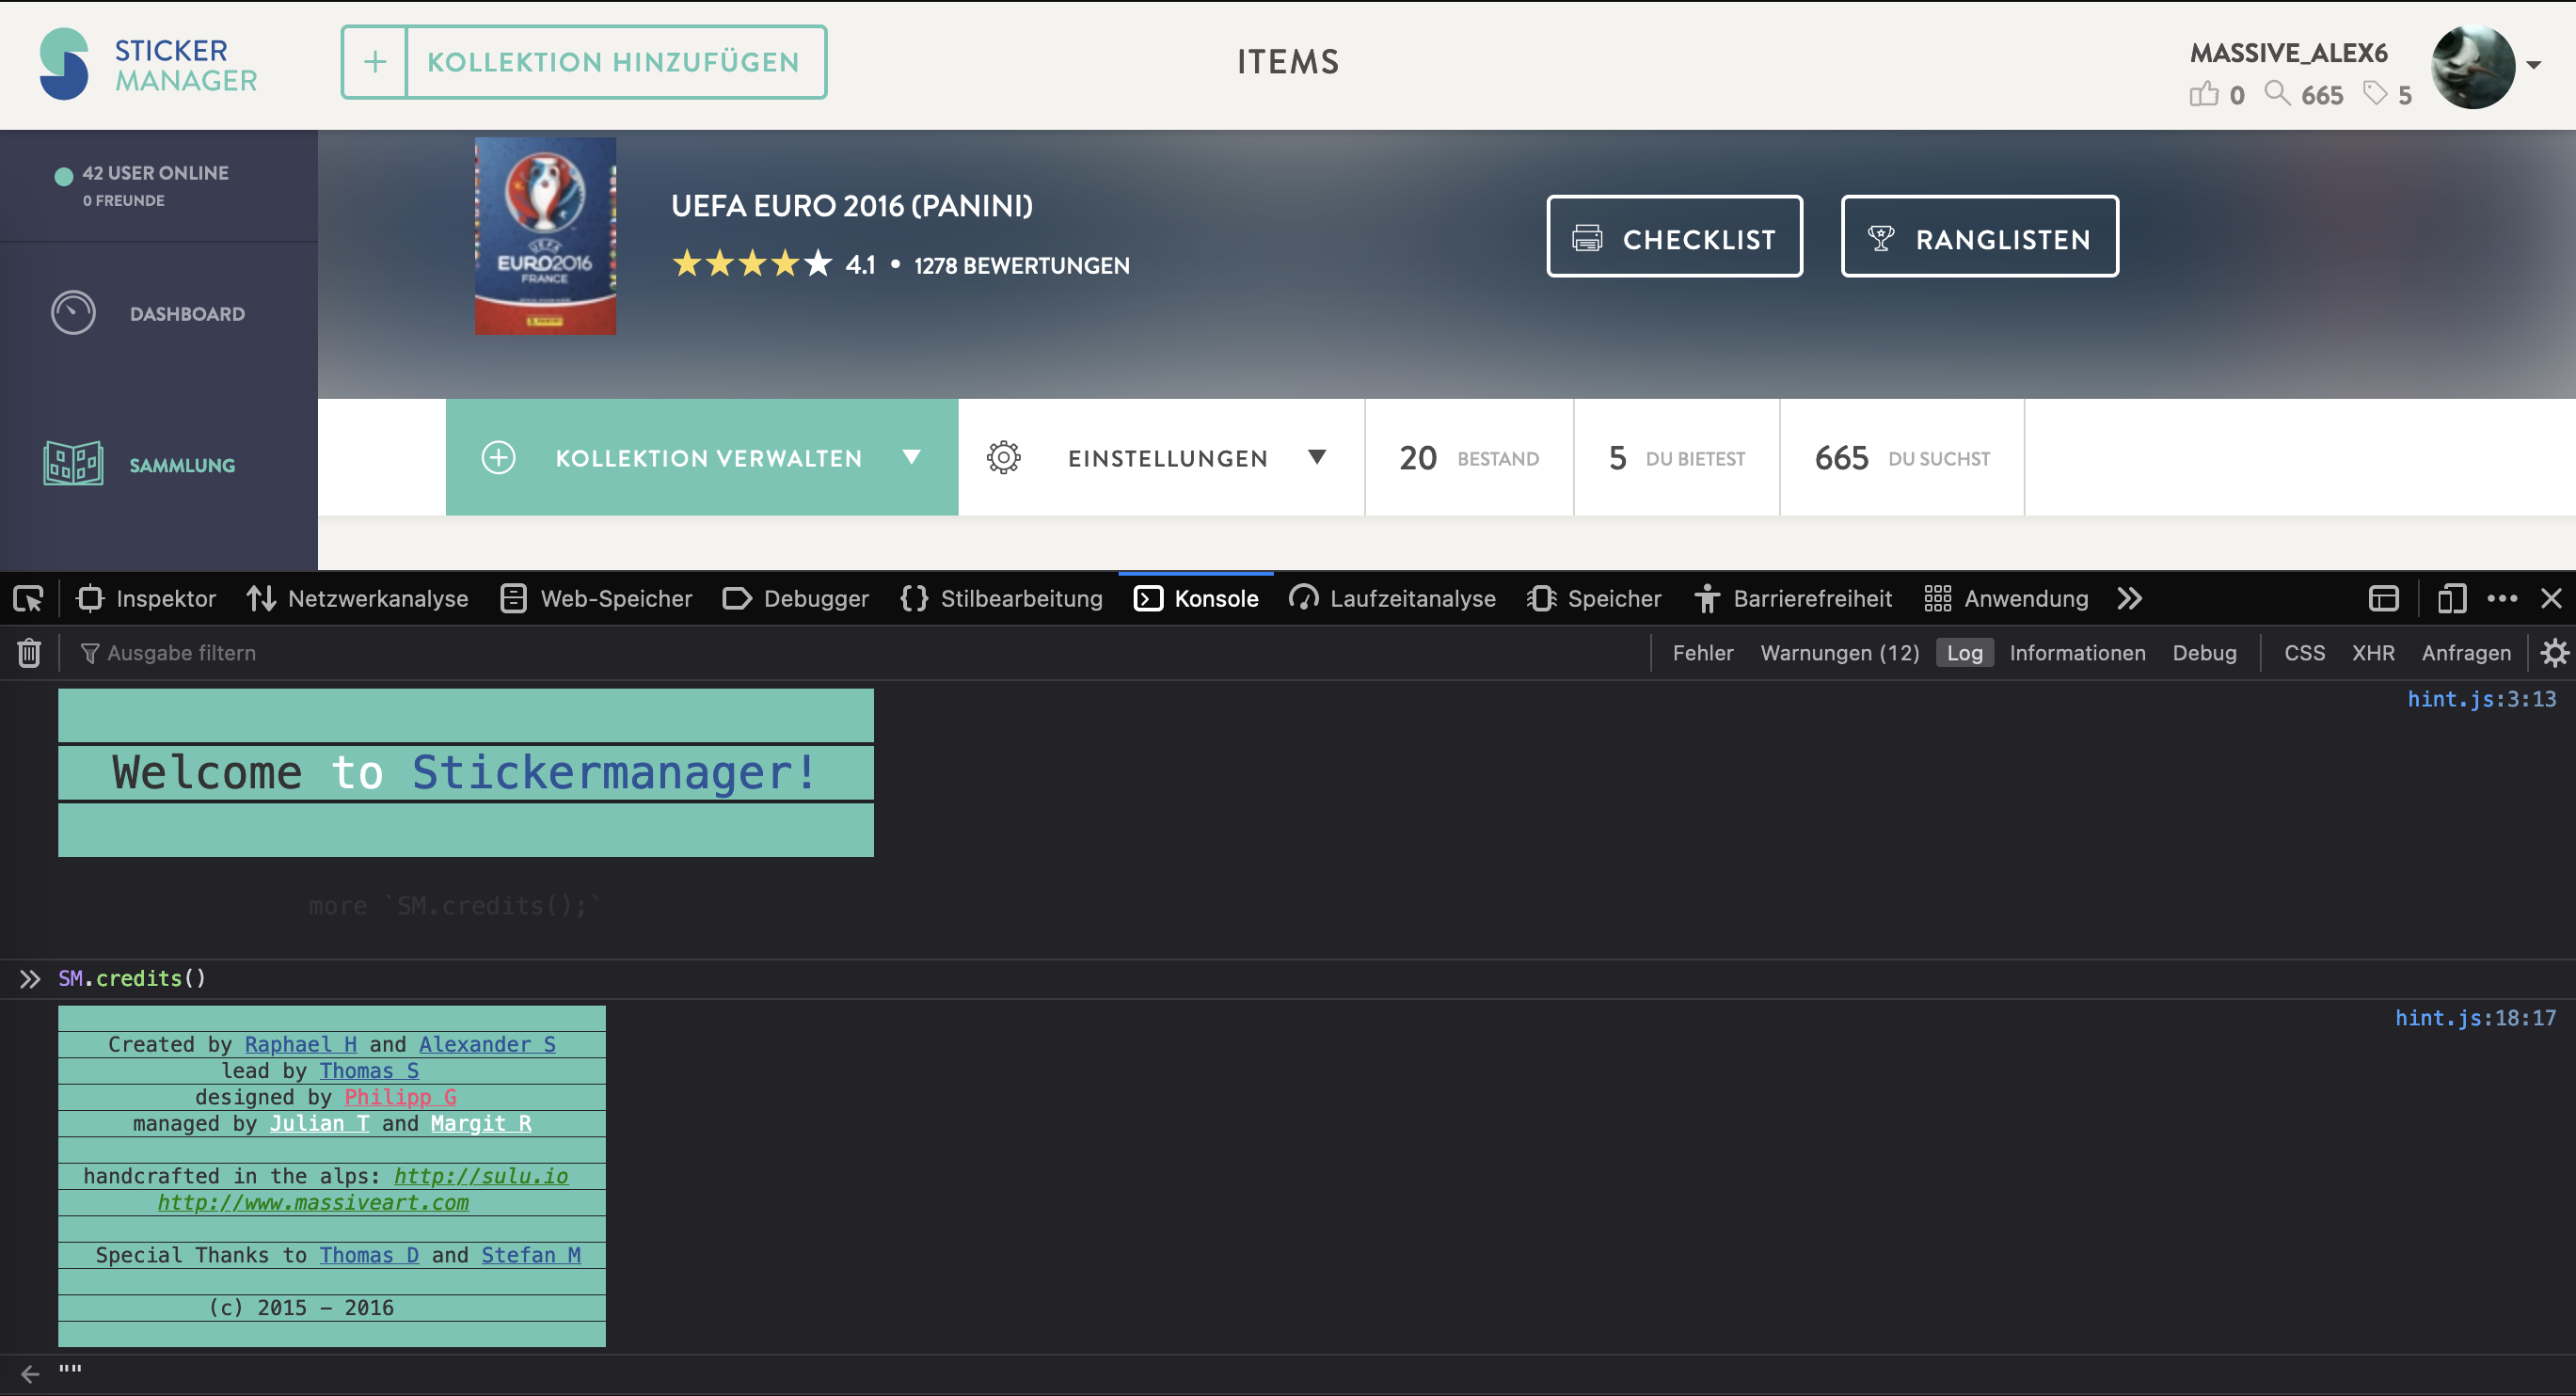 STICKER
MANAGER
+ KOLLEKTION HINZUFÜGEN
ITEMS
MASSIVE_ALEX6
0 665 5
42 USER ONLINE
0 FREUNDE
DASHBOARD
SAMMLUNG
UEFA
EURO2016
FRANCE
PANINI
UEFA EURO 2016 (PANINI)
4.1 • 1278 BEWERTUNGEN
CHECKLIST
RANGLISTEN
KOLLEKTION VERWALTEN
EINSTELLUNGEN
20 BESTAND
5 DU BIETEST
665 DU SUCHST
Inspektor Netzwerkanalyse Web-Speicher Debugger Stilbearbeitung Konsole Laufzeitanalyse Speicher Barrierefreiheit Anwendung
Ausgabe filtern
Fehler Warnungen (12) Log Informationen Debug CSS XHR Anfragen
hint.js:3:13
Welcome to Stickermanager!
more `SM.credits();`
SM.credits()
hint.js:18:17
Created by Raphael H and Alexander S
lead by Thomas S
designed by Philipp G
managed by Julian T and Margit R
handcrafted in the alps: http://sulu.io
http://www.massiveart.com
Special Thanks to Thomas D and Stefan M
(c) 2015 - 2016
""